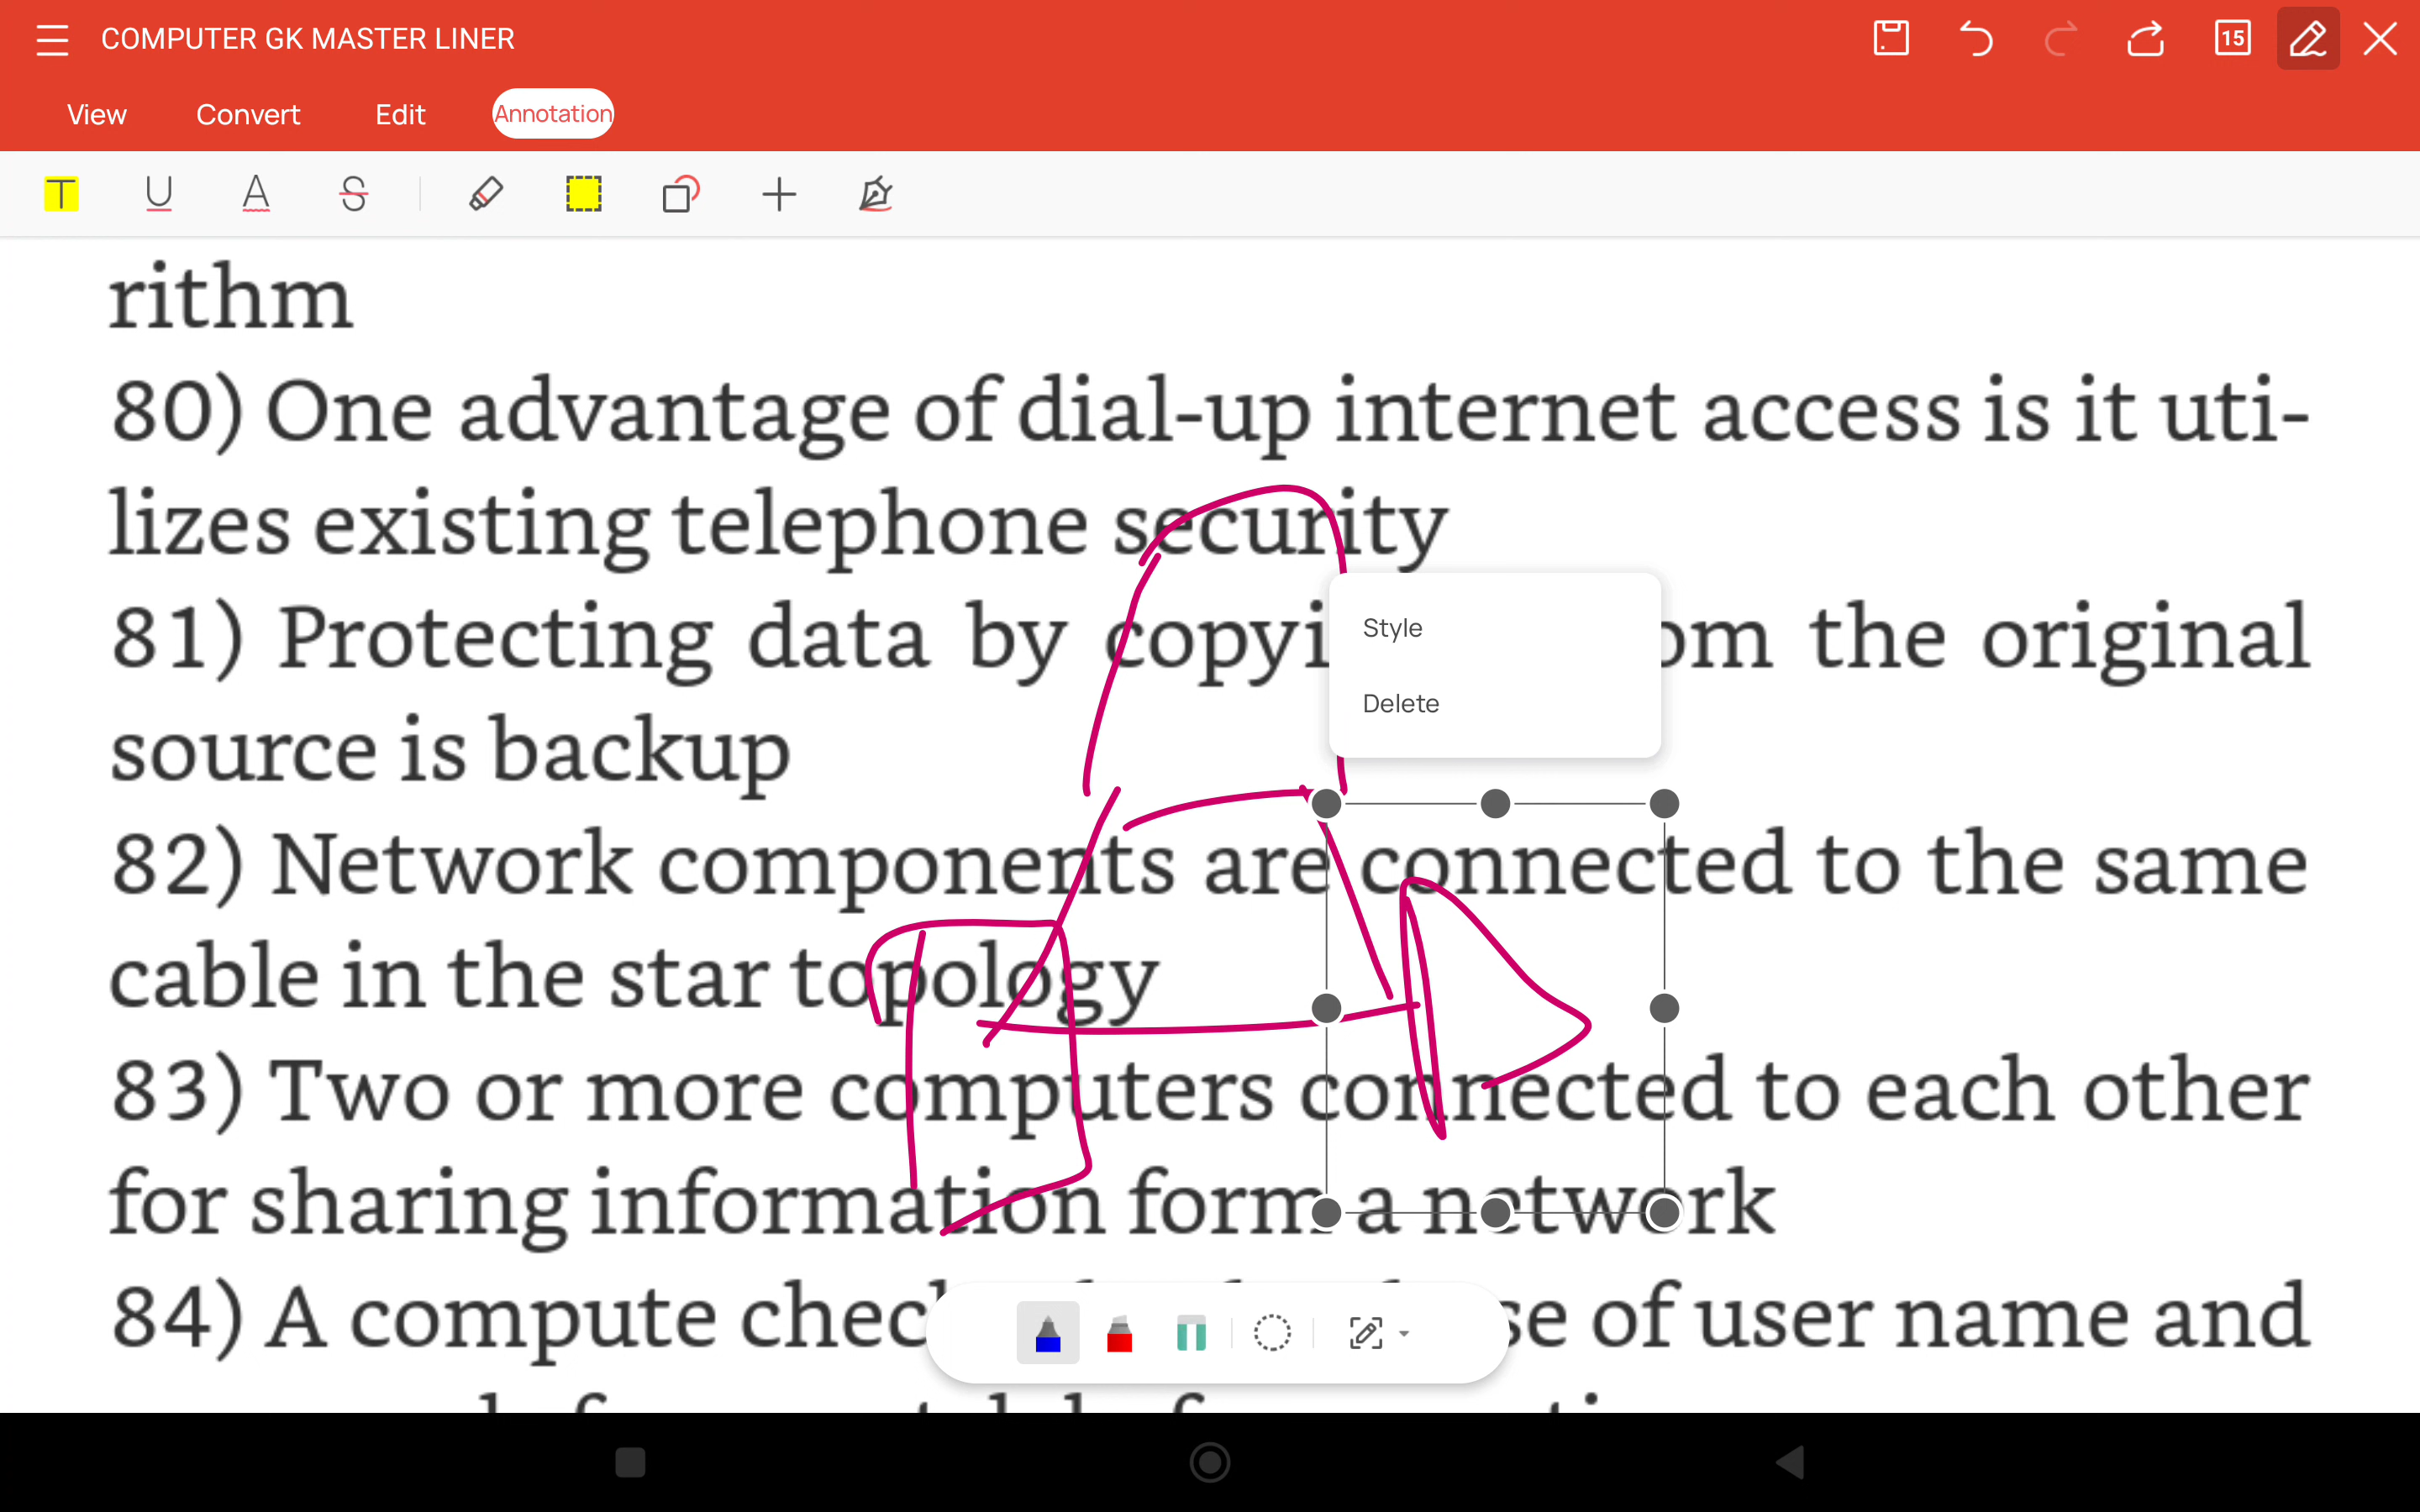 COMPUTER GK MASTER LINER
15
View Convert Edit Annotation
T U A S
rithm
80) One advantage of dial-up internet access is it uti-
lizes existing telephone security
81) Protecting data by copyi om the original
Style
Delete
source is backup
82) Network components are connected to the same
cable in the star topology
83) Two or more computers connected to each other
for sharing information form a network
84) A compute chec se of user name and